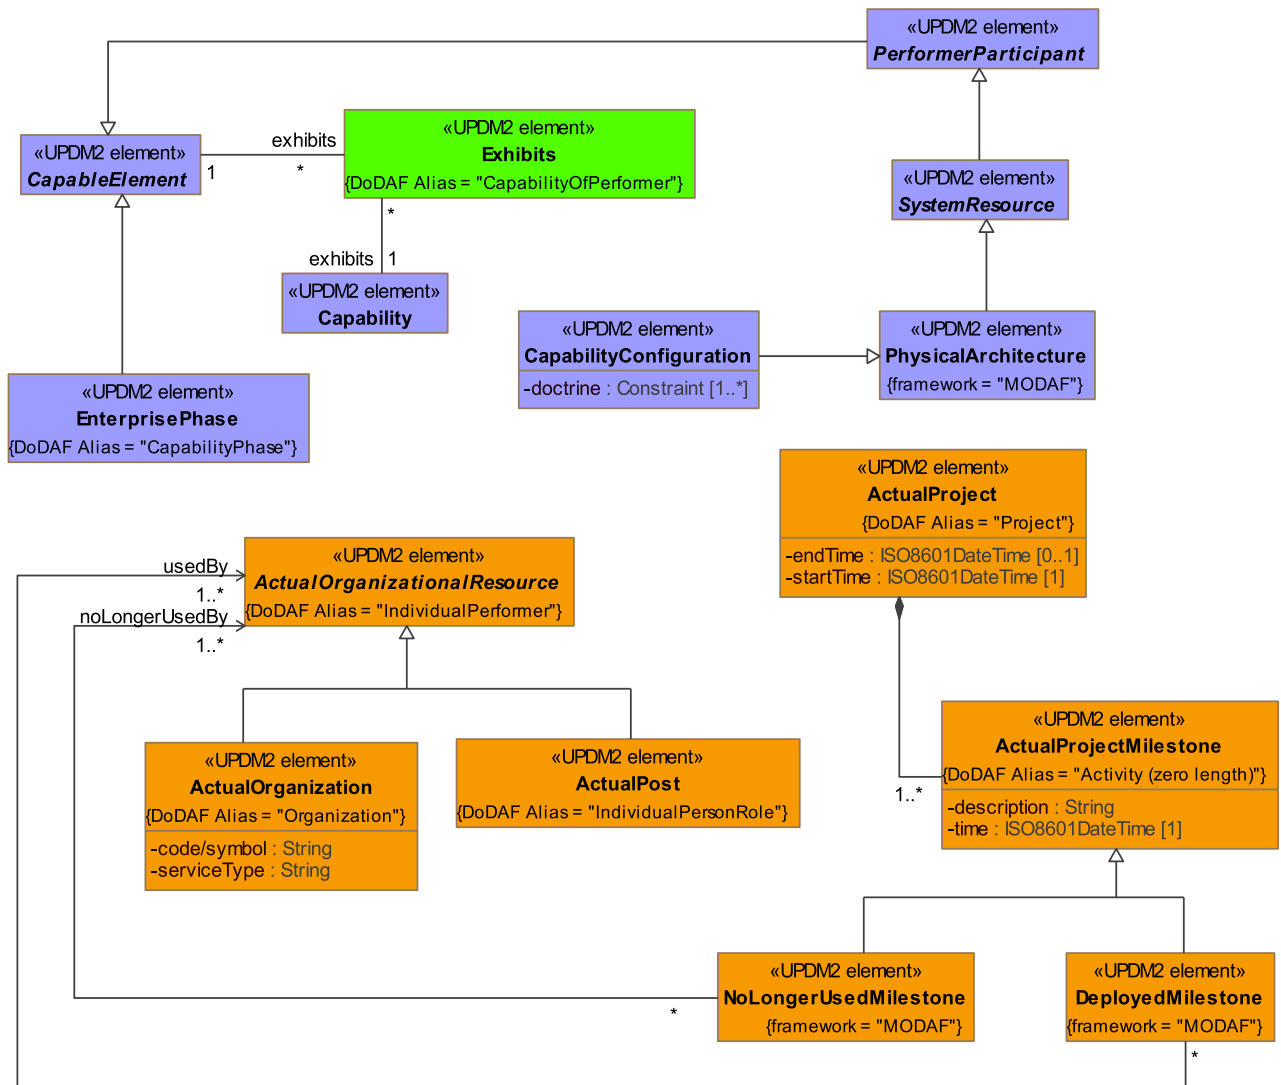 «UPDM2 element»
PerformerParticipant
«UPDM2 element»
CapableElement
exhibits
1
*
«UPDM2 element»
Exhibits
{DoDAF Alias = "CapabilityOfPerformer"}
*
exhibits
1
«UPDM2 element»
Capability
«UPDM2 element»
SystemResource
«UPDM2 element»
CapabilityConfiguration
-doctrine : Constraint [1..*]
«UPDM2 element»
PhysicalArchitecture
{framework = "MODAF"}
«UPDM2 element»
EnterprisePhase
{DoDAF Alias = "CapabilityPhase"}
«UPDM2 element»
ActualProject
{DoDAF Alias = "Project"}
-endTime : ISO8601DateTime [0..1]
-startTime : ISO8601DateTime [1]
usedBy
1..*
noLongerUsedBy
1..*
«UPDM2 element»
ActualOrganizationalResource
{DoDAF Alias = "IndividualPerformer"}
«UPDM2 element»
ActualOrganization
{DoDAF Alias = "Organization"}
-code/symbol : String
-serviceType : String
«UPDM2 element»
ActualPost
{DoDAF Alias = "IndividualPersonRole"}
1..*
«UPDM2 element»
ActualProjectMilestone
{DoDAF Alias = "Activity (zero length)"}
-description : String
-time : ISO8601DateTime [1]
«UPDM2 element»
NoLongerUsedMilestone
{framework = "MODAF"}
*
«UPDM2 element»
DeployedMilestone
{framework = "MODAF"}
*